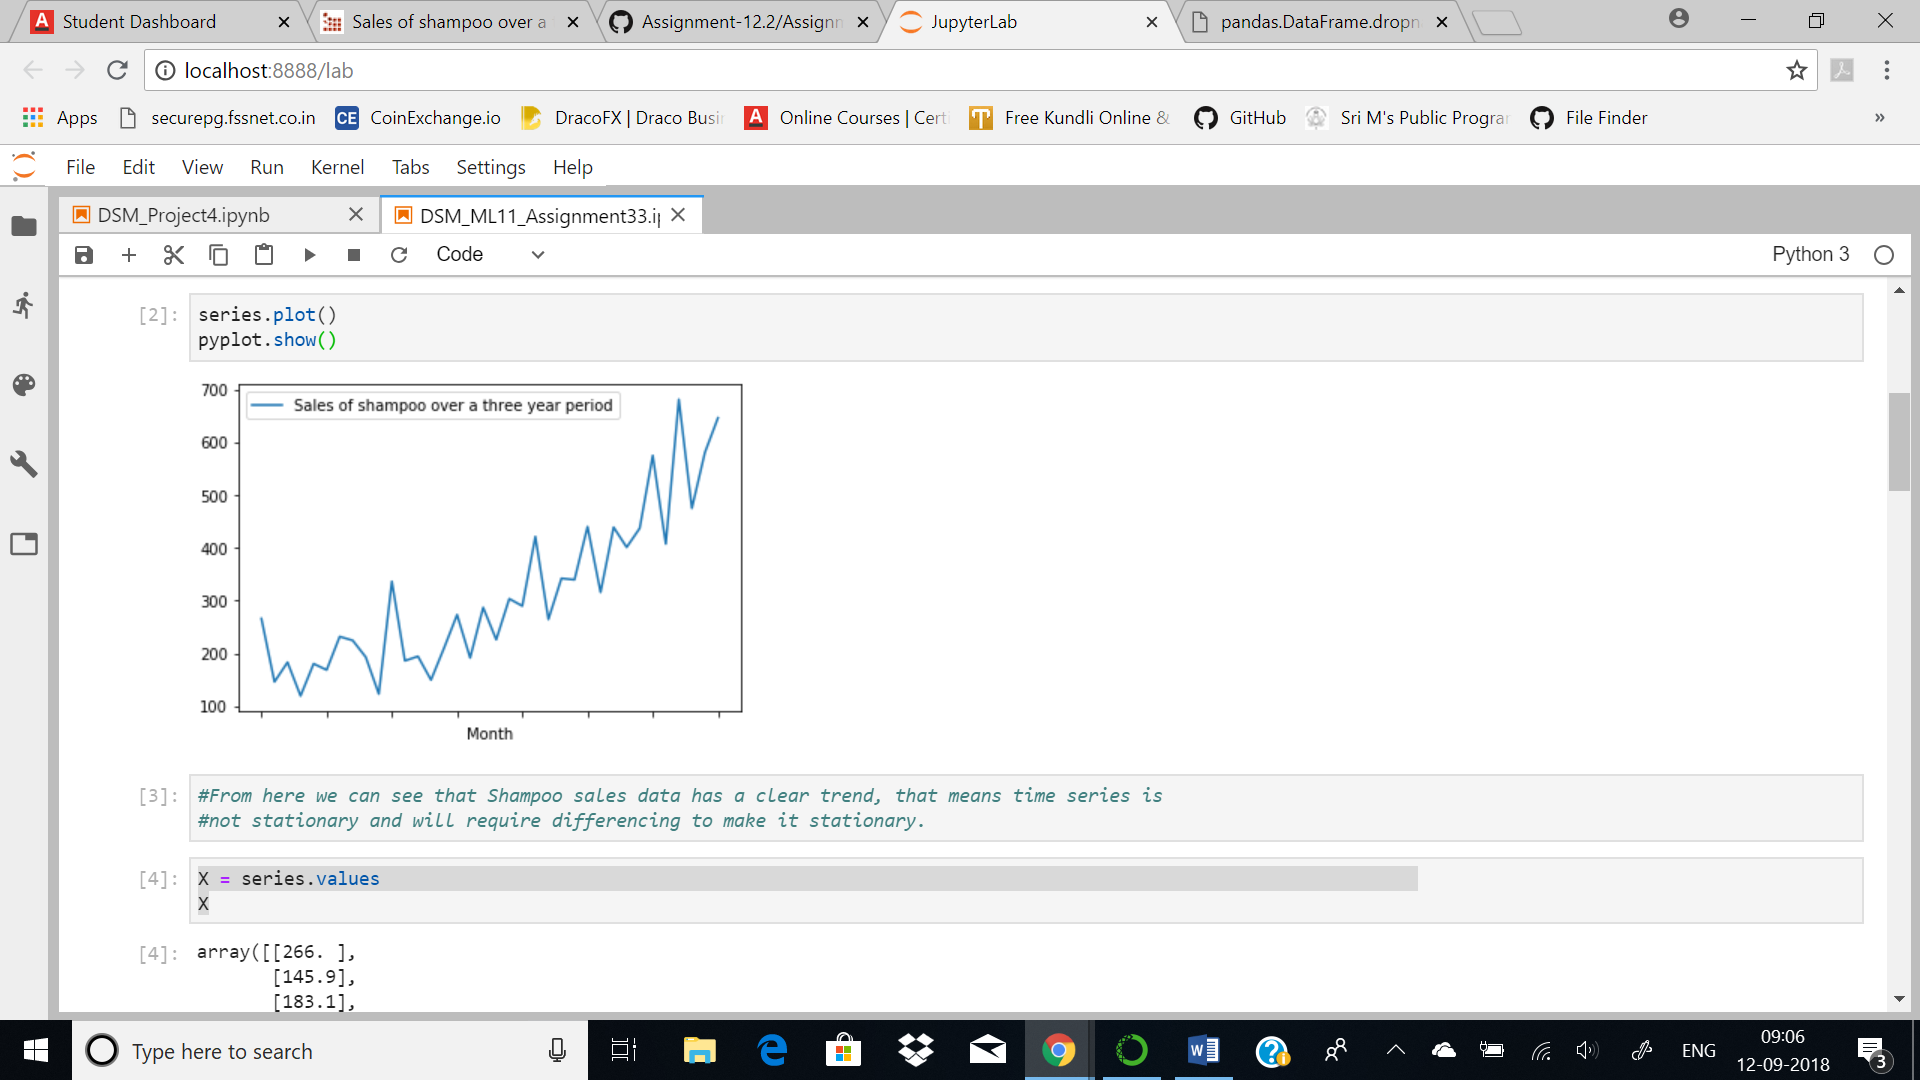 Student Dashboard
Sales of shampoo over a
Assignment-12.2/Assignm
JupyterLab
pandas.DataFrame.dropn
localhost:8888/lab
Apps
securepg.fssnet.co.in
CE
CoinExchange.io
DracoFX | Draco Busi
A
Online Courses | Cert
T
Free Kundli Online &
GitHub
Sri M's Public Progra
File Finder
»
File Edit View Run Kernel Tabs Settings Help
DSM_Project4.ipynb
DSM_ML11_Assignment33.ip
Code
Python 3
[2]:
series.plot()
pyplot.show()
700
600
500
400
300
200
100
Sales of shampoo over a three year period
Month
[3]:
#From here we can see that Shampoo sales data has a clear trend, that means time series is
#not stationary and will require differencing to make it stationary.
[4]:
X = series.values
X
[4]:
array([[266. ],
[145.9],
[183.1],
Type here to search
ENG
09:06
12-09-2018
3